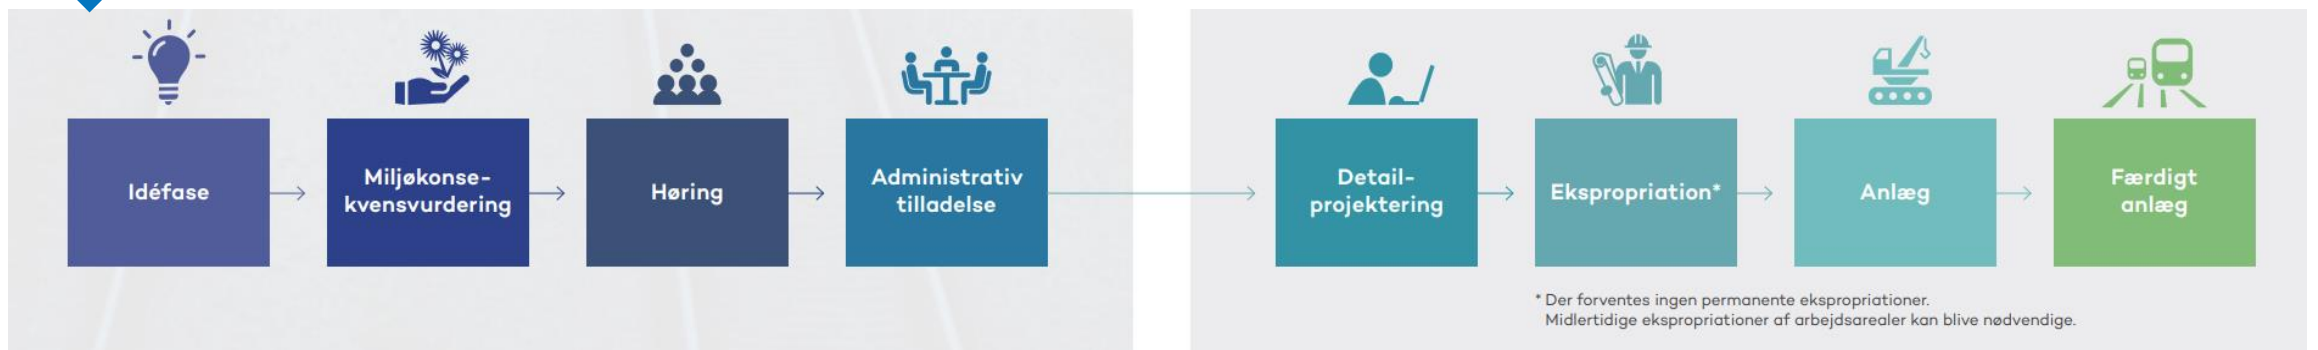 Idéfase
Miljøkonse-
kvensvurdering
Høring
Administrativ
tilladelse
Detail-
projektering
Ekspropriation*
Anlæg
Færdigt
anlæg
* Der forventes ingen permanente ekspropriationer.
Midlertidige ekspropriationer af arbejdsarealer kan blive nødvendige.